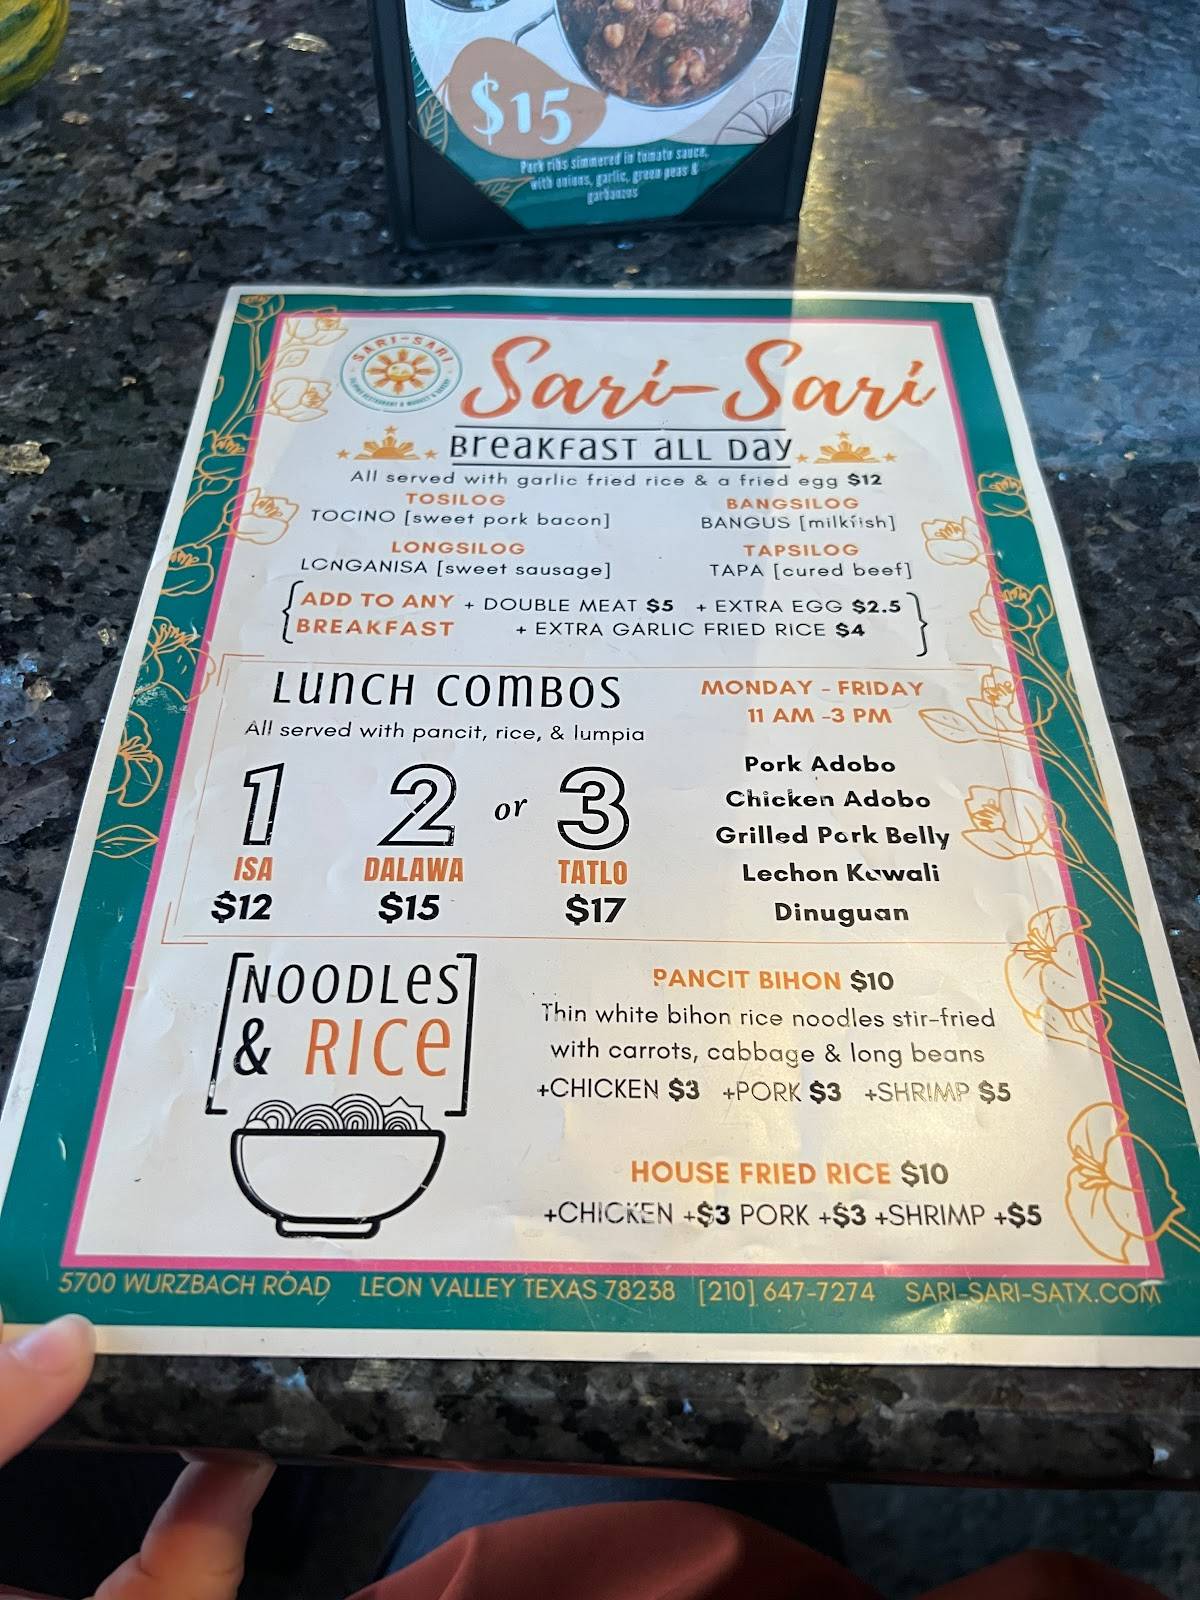 $15
Pork ribs simmered in tomato sauce,
with onions, garlic, green peas &
garbanzos
SARI-SARI
Sari-Sari
Breakfast all Day
All served with garlic fried rice & a fried egg $12
TOSILOG
TOCINO [sweet pork bacon]
BANGSILOG
BANGUS [milkfish]
LONGSILOG
LONGANISA [sweet sausage]
TAPSILOG
TAPA [cured beef]
ADD TO ANY
BREAKFAST
+ DOUBLE MEAT $5 + EXTRA EGG $2.5
+ EXTRA GARLIC FRIED RICE $4
Lunch Combos
All served with pancit, rice, & lumpia
1 2 or 3
ISA DALAWA TATLO
$12 $15 $17
MONDAY - FRIDAY
11 AM -3 PM
Pork Adobo
Chicken Adobo
Grilled Pork Belly
Lechon Kawali
Dinuguan
NOODLes
& RICe
PANCIT BIHON $10
Thin white bihon rice noodles stir-fried
with carrots, cabbage & long beans
+CHICKEN $3 +PORK $3 +SHRIMP $5
HOUSE FRIED RICE $10
+CHICKEN +$3 PORK +$3 +SHRIMP +$5
5700 WURZBACH ROAD LEON VALLEY TEXAS 78238 [210] 647-7274 SARI-SARI-SATX.COM